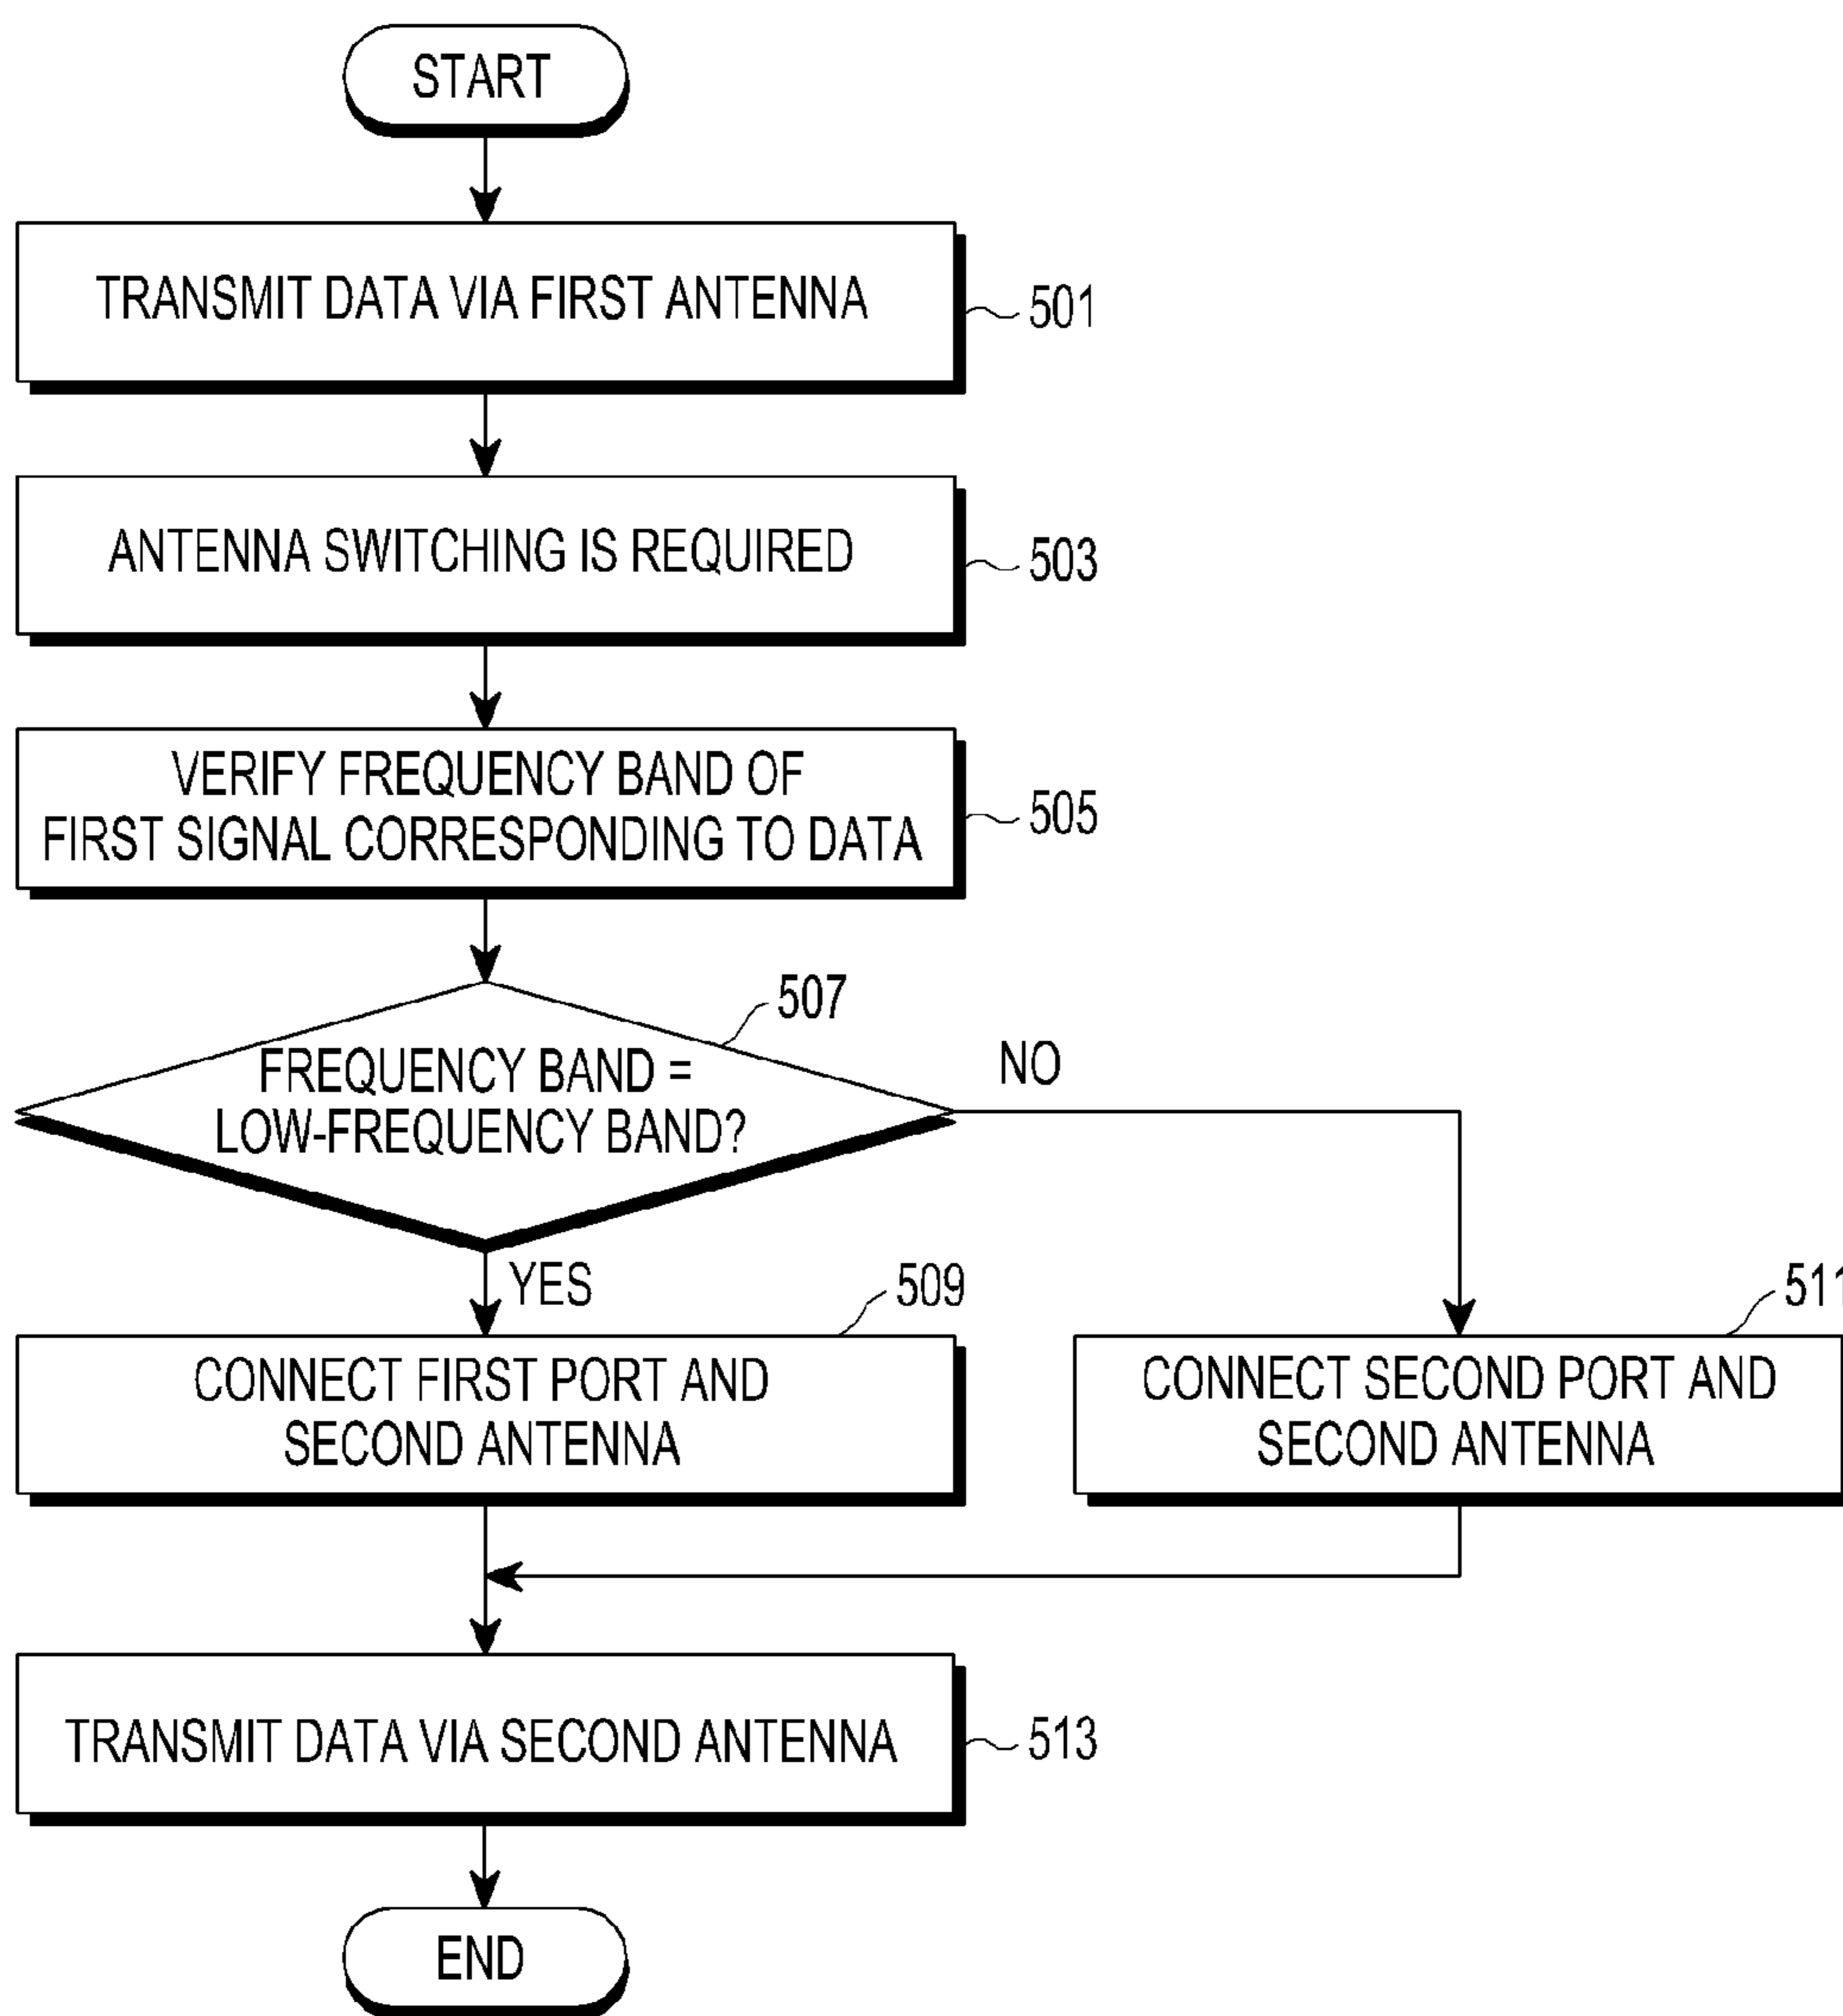 START
TRANSMIT DATA VIA FIRST ANTENNA
501
ANTENNA SWITCHING IS REQUIRED
503
VERIFY FREQUENCY BAND OF
FIRST SIGNAL CORRESPONDING TO DATA
505
507
FREQUENCY BAND =
LOW-FREQUENCY BAND?
NO
YES
509
CONNECT FIRST PORT AND
SECOND ANTENNA
511
CONNECT SECOND PORT AND
SECOND ANTENNA
TRANSMIT DATA VIA SECOND ANTENNA
513
END